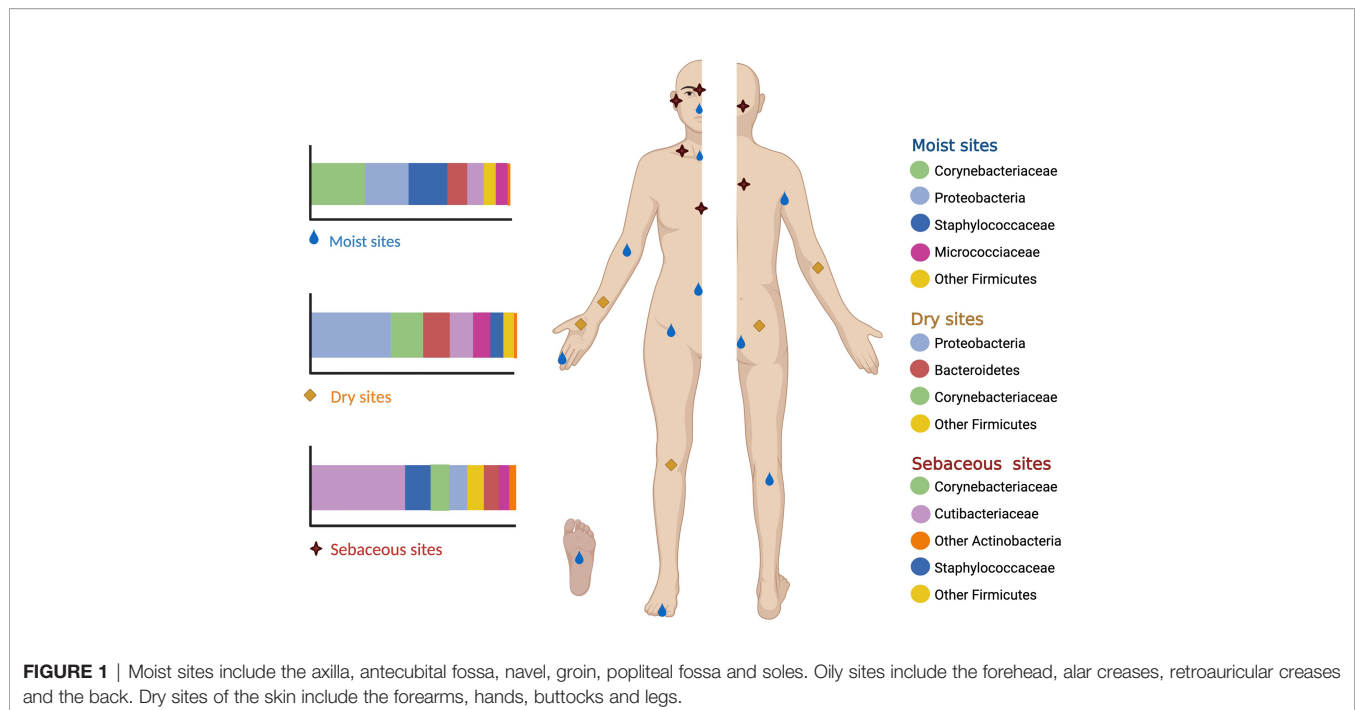 Moist sites
Dry sites
Sebaceous sites
Moist sites
Corynebacteriaceae
Proteobacteria
Staphylococcaceae
Micrococciaceae
Other Firmicutes
Dry sites
Proteobacteria
Bacteroidetes
Corynebacteriaceae
Other Firmicutes
Sebaceous sites
Corynebacteriaceae
Cutibacteriaceae
Other Actinobacteria
Staphylococcaceae
Other Firmicutes
FIGURE 1 | Moist sites include the axilla, antecubital fossa, navel, groin, popliteal fossa and soles. Oily sites include the forehead, alar creases, retroauricular creases
and the back. Dry sites of the skin include the forearms, hands, buttocks and legs.